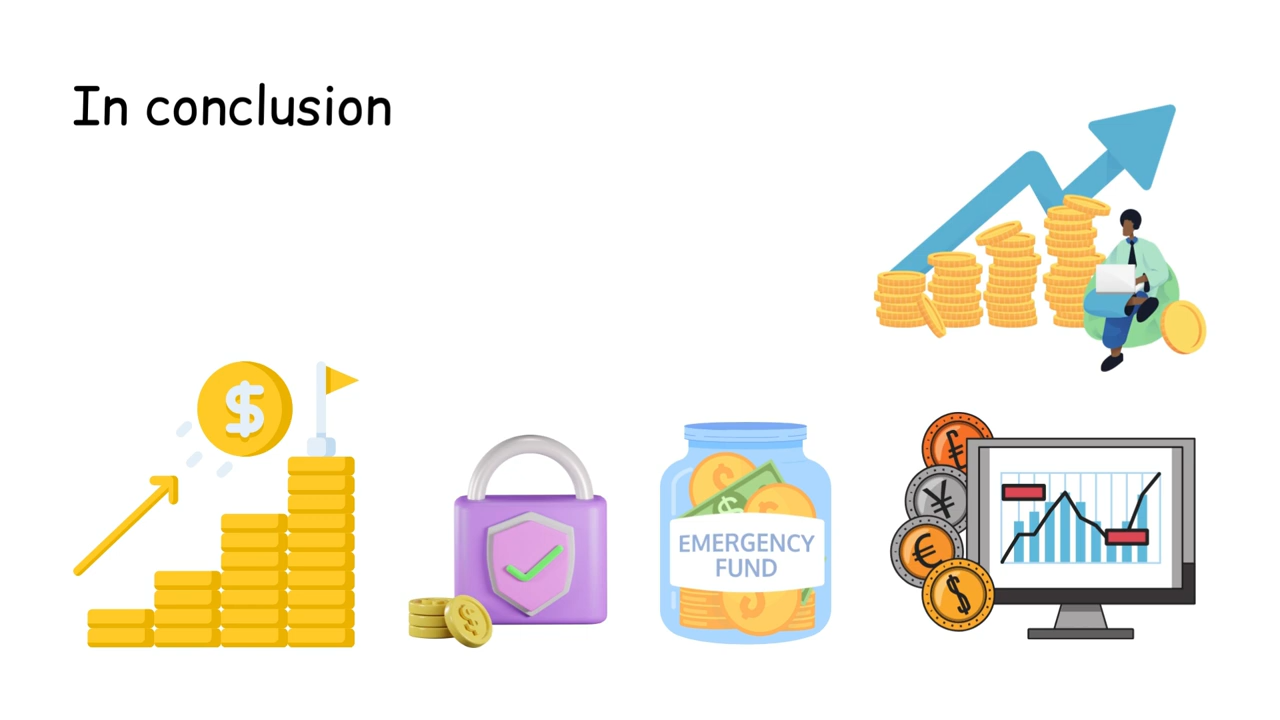 In conclusion
$
EMERGENCY
FUND
$
$
$
£
¥
€
$